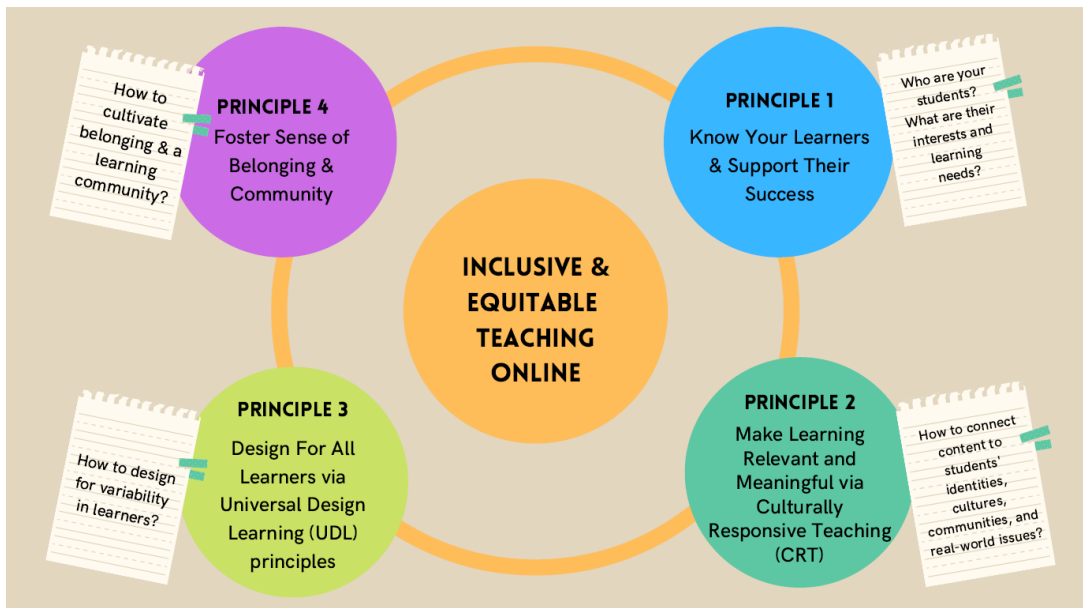 INCLUSIVE &
EQUITABLE
TEACHING
ONLINE
PRINCIPLE 1
Know Your Learners
& Support Their
Success
Who are your
students?
What are their
interests and
learning
needs?
PRINCIPLE 2
Make Learning
Relevant and
Meaningful via
Culturally
Responsive Teaching
(CRT)
How to connect
content to
students'
identities,
cultures,
communities, and
real-world issues?
PRINCIPLE 3
Design For All
Learners via
Universal Design
Learning (UDL)
principles
How to design
for variability
in learners?
PRINCIPLE 4
Foster Sense of
Belonging &
Community
How to
cultivate
belonging & a
learning
community?